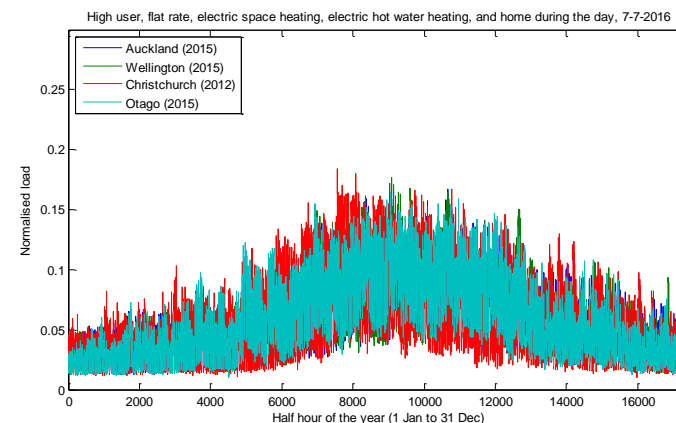 High user, flat rate, electric space heating, electric hot water heating, and home during the day, 7-7-2016
Auckland (2015)
Wellington (2015)
Christchurch (2012)
Otago (2015)
0.25
0.2
0.15
0.1
0.05
0
Normalised load
0 2000 4000 6000 8000 10000 12000 14000 16000
Half hour of the year (1 Jan to 31 Dec)